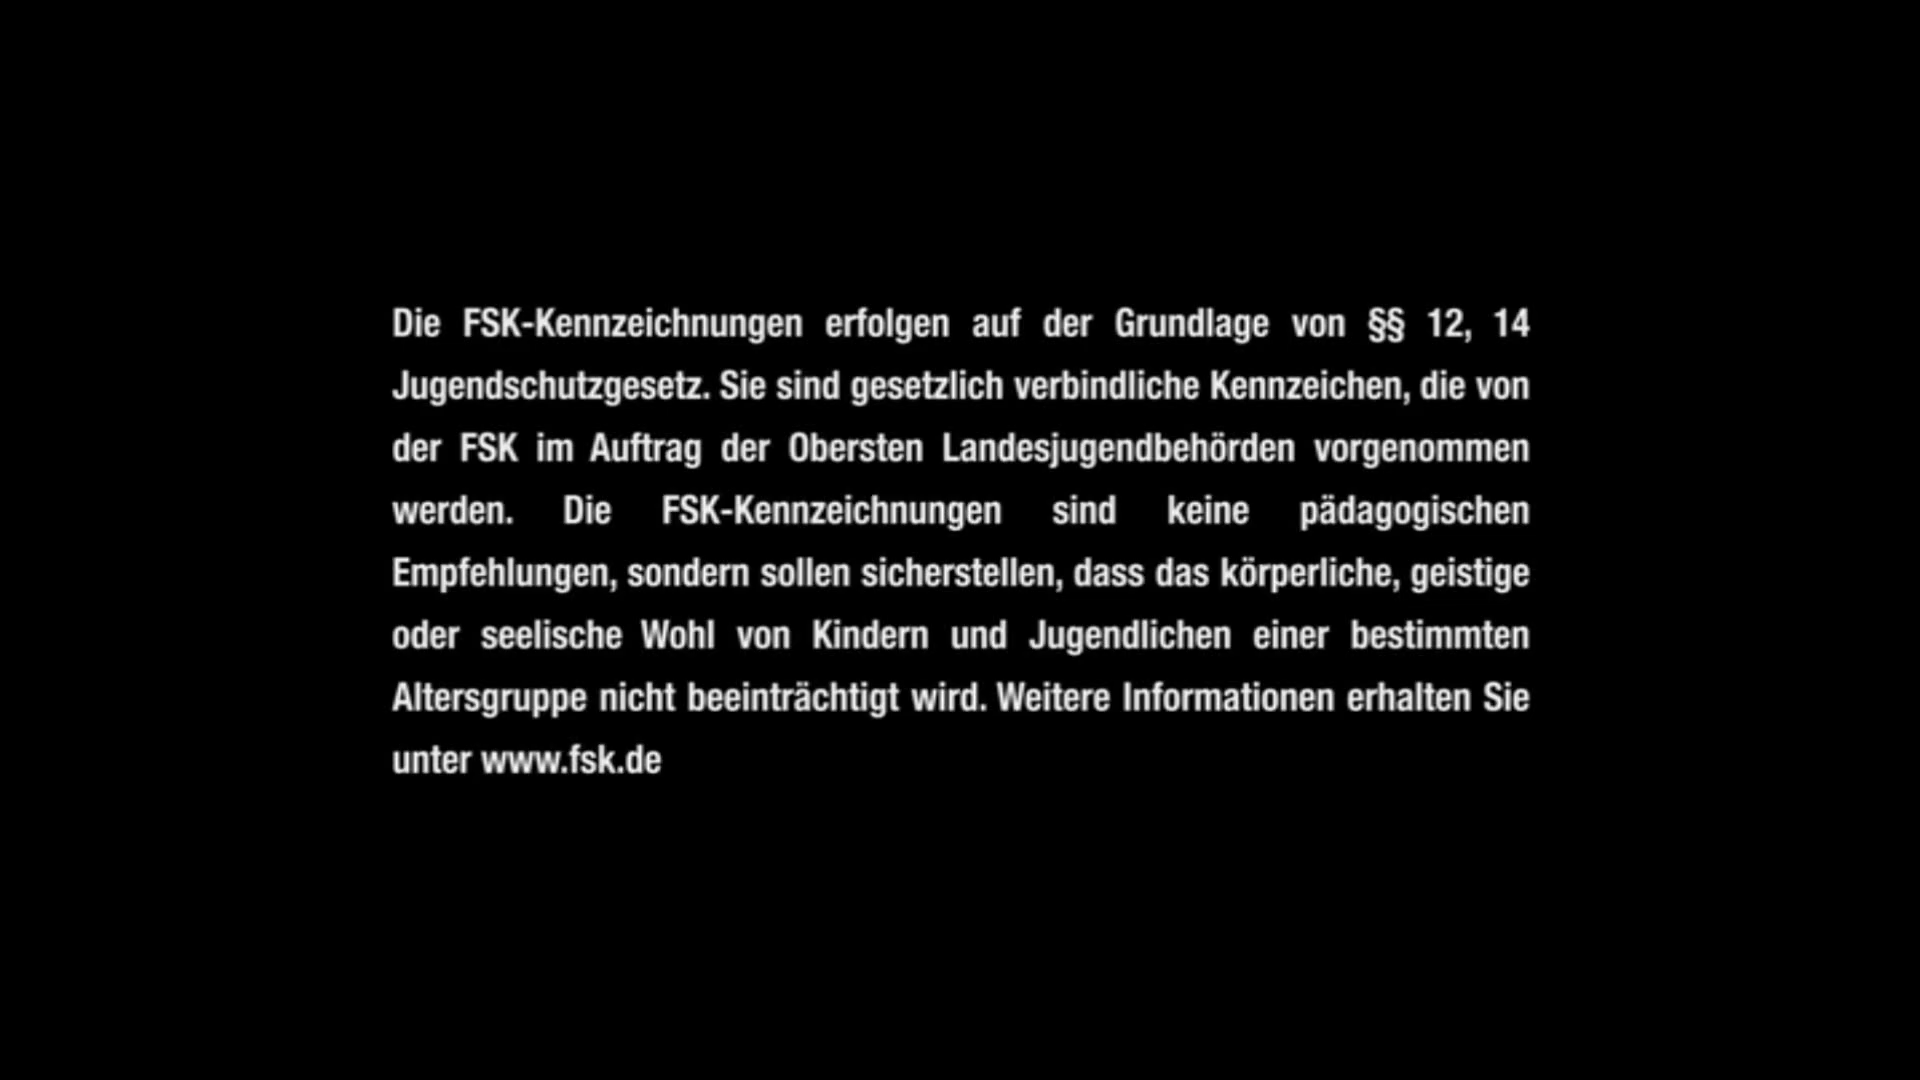 Die FSK-Kennzeichnungen erfolgen auf der Grundlage von §§ 12, 14
Jugendschutzgesetz. Sie sind gesetzlich verbindliche Kennzeichen, die von
der FSK im Auftrag der Obersten Landesjugendbehörden vorgenommen
werden. Die FSK-Kennzeichnungen sind keine pädagogischen
Empfehlungen, sondern sollen sicherstellen, dass das körperliche, geistige
oder seelische Wohl von Kindern und Jugendlichen einer bestimmten
Altersgruppe nicht beeinträchtigt wird. Weitere Informationen erhalten Sie
unter www.fsk.de